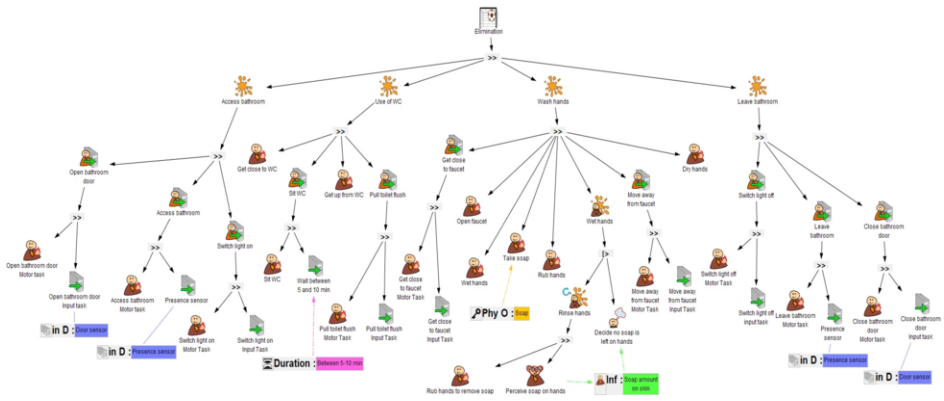 Elimination
>>
Access bathroom
Use of WC
Wash hands
Leave bathroom
>>
>>
>>
>>
Open bathroom
door
Access bathroom
Switch light on
Get close to WC
Sit WC
Get up from WC
Pull toilet flush
Get close
to faucet
Open faucet
Wet hands
Take soap
Rub hands
Wet hands
Move away
from faucet
Dry hands
Switch light off
Leave
bathroom
Close bathroom
door
>>
>>
>>
>>
>>
>>
[>
>>
>>
>>
>>
Open bathroom door
Motor task
Open bathroom door
Input task
Access bathroom
Motor task
Presence sensor
Switch light on
Motor Task
Switch light on
Input Task
Sit WC
Wait between
5 and 10 min
Pull toilet flush
Motor Task
Pull toilet flush
Input Task
Get close
to faucet
Motor Task
Get close to
faucet Input
task
Rinse hands
Decide no soap is
left on hands
>>
Rub hands to remove soap
Perceive soap on hands
Move away
from faucet
Motor Task
Move away
from faucet
Input Task
Switch light off
Motor Task
Switch light off
Input task
Leave bathroom
Motor task
Presence
sensor
Close bathroom
door
Motor task
Close bathroom
door
Input task
in D : Door sensor
in D : Presence sensor
Duration : Between 5-10 min
Phy O : Soap
Inf : Soap amount
on skin
in D : Presence sensor
in D : Door sensor